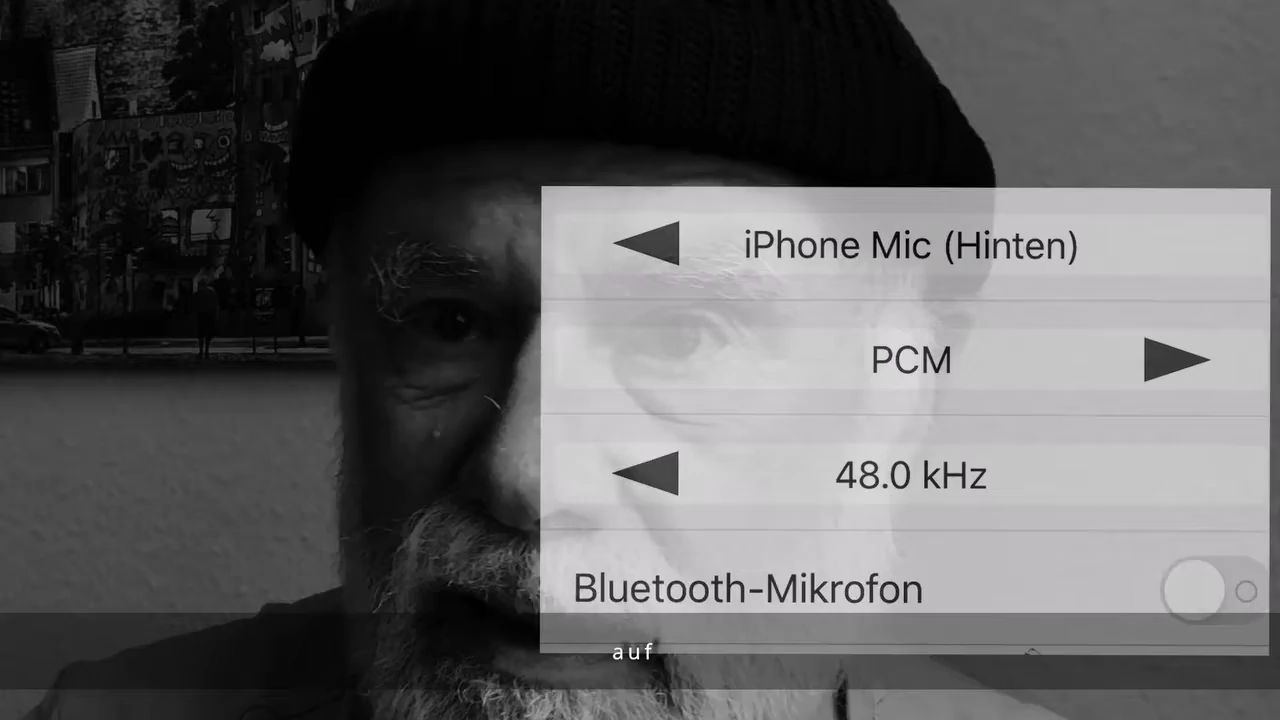 iPhone Mic (Hinten)
PCM
48.0 kHz
Bluetooth-Mikrofon
auf